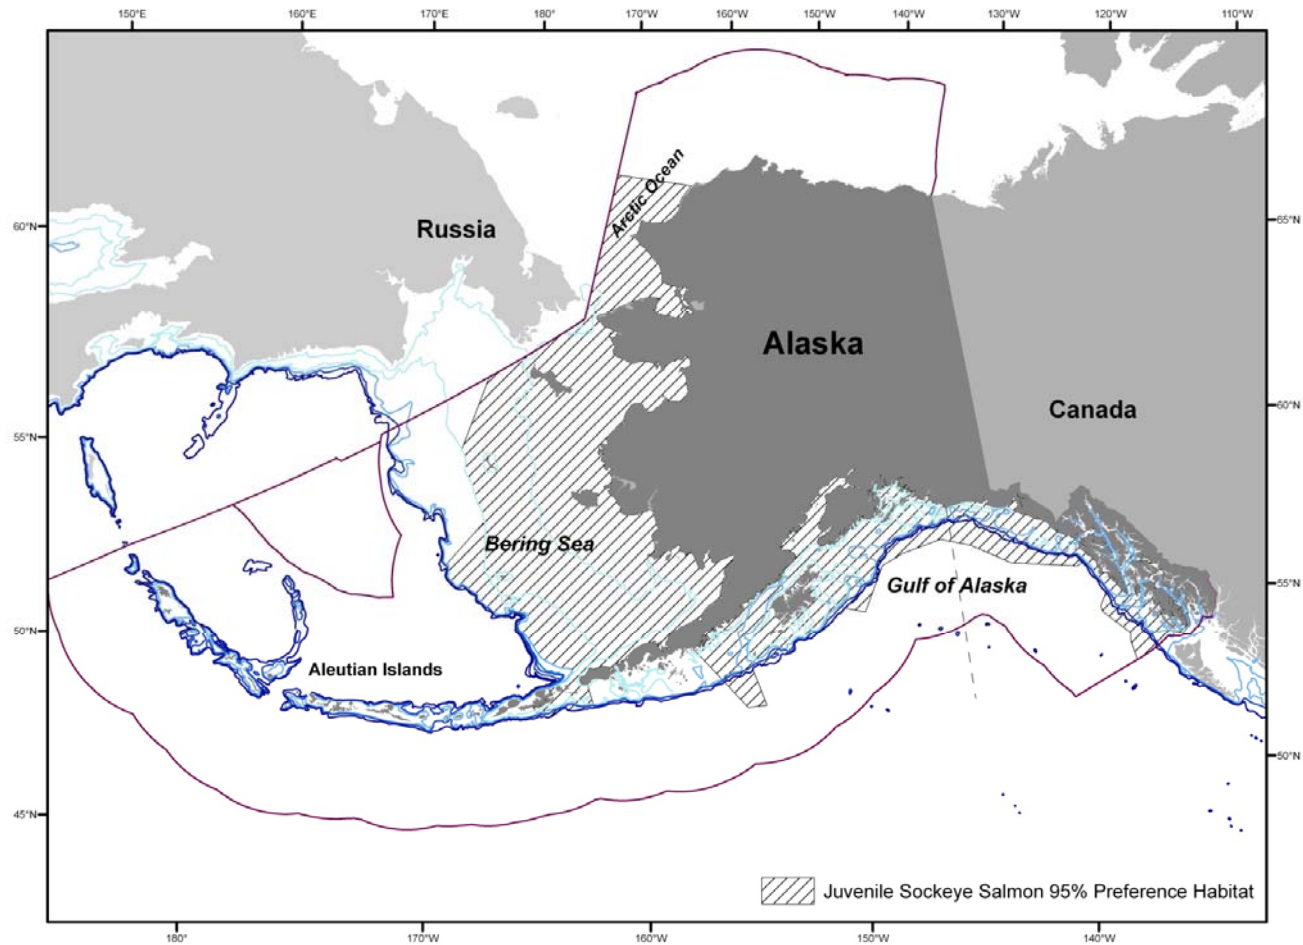 150°E 160°E 170°E 180° 170°W 160°W 150°W 140°W 130°W 120°W 110°W
Arctic Ocean
60°N Russia 65°N
Alaska
Canada 60°N
55°N
Bering Sea
Gulf of Alaska 55°N
50°N
Aleutian Islands
50°N
45°N
Juvenile Sockeye Salmon 95% Preference Habitat
180° 170°W 160°W 150°W 140°W